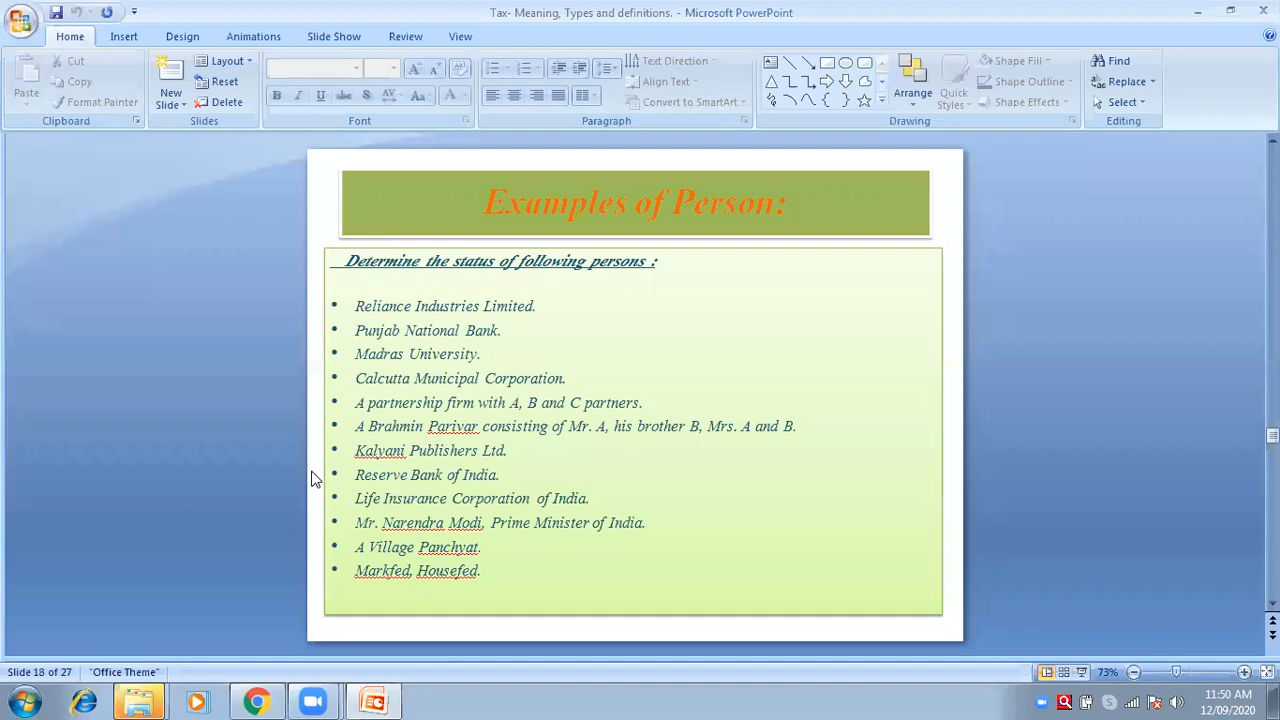 Tax- Meaning, Types and definitions. - Microsoft PowerPoint
Home Insert Design Animations Slide Show Review View
Paste
Cut
Copy
Format Painter
Clipboard
New Slide
Layout
Reset
Delete
Slides
Font
Text Direction
Align Text
Convert to SmartArt
Paragraph
Arrange
Quick Styles
Shape Fill
Shape Outline
Shape Effects
Drawing
Find
Replace
Select
Editing
Examples of Person:
Determine the status of following persons :
• Reliance Industries Limited.
• Punjab National Bank.
• Madras University.
• Calcutta Municipal Corporation.
• A partnership firm with A, B and C partners.
• A Brahmin Parivar consisting of Mr. A, his brother B, Mrs. A and B.
• Kalyani Publishers Ltd.
• Reserve Bank of India.
• Life Insurance Corporation of India.
• Mr. Narendra Modi, Prime Minister of India.
• A Village Panchyat.
• Markfed, Housefed.
Slide 18 of 27 "Office Theme" 73%
11:50 AM
12/09/2020